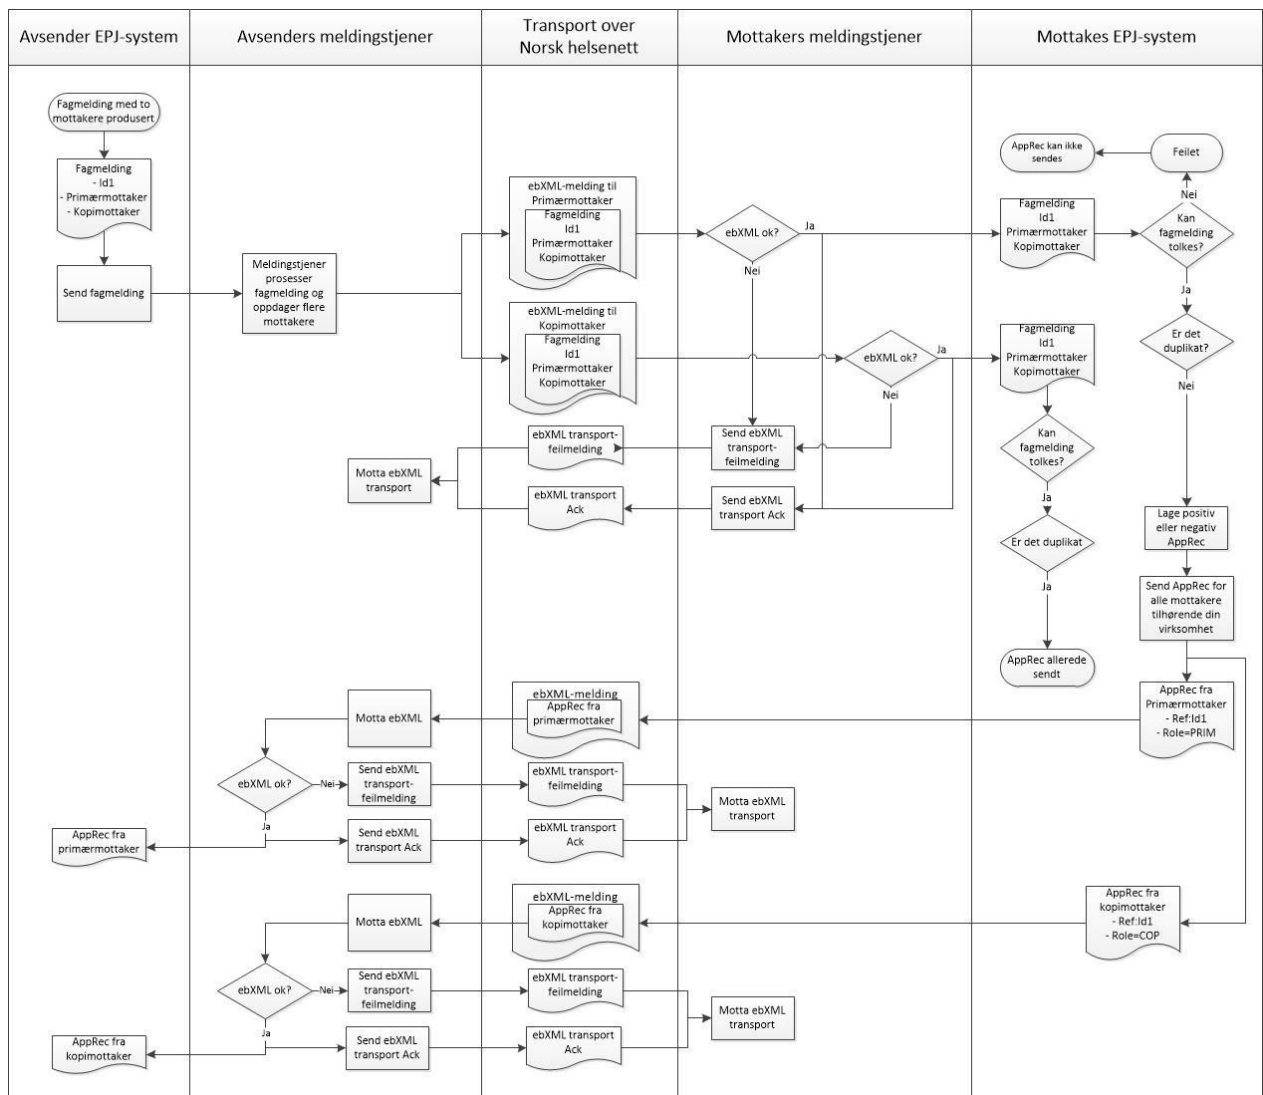 Avsender EPJ-system
Avsenders meldingstjener
Transport over
Norsk helsenett
Mottakers meldingstjener
Mottakes EPJ-system
Fagmelding med to
mottakere produsert
Fagmelding
- Id1
- Primærmottaker
- Kopimottaker
Send fagmelding
Meldingstjener
prosesser
fagmelding og
oppdager flere
mottakere
ebXML-melding til
Primærmottaker
Fagmelding
Id1
Primærmottaker
Kopimottaker
ebXML-melding til
Kopimottaker
Fagmelding
Id1
Primærmottaker
Kopimottaker
ebXML ok?
Ja
Nei
ebXML ok?
Ja
Nei
AppRec kan ikke
sendes
Feilet
Nei
Fagmelding
Id1
Primærmottaker
Kopimottaker
Kan
fagmelding
tolkes?
Ja
Er det
duplikat?
Nei
Fagmelding
Id1
Primærmottaker
Kopimottaker
Kan
fagmelding
tolkes?
Ja
Er det duplikat
Ja
AppRec allerede
sendt
Motta ebXML
transport
ebXML transport-
feilmelding
Send ebXML
transport-
feilmelding
ebXML transport
Ack
Send ebXML
transport Ack
Lage positiv
eller negativ
AppRec
Send AppRec for
alle mottakere
tilhørende din
virksomhet
AppRec fra
Primærmottaker
- Ref:Id1
- Role=PRIM
ebXML-melding
AppRec fra
primærmottaker
Motta ebXML
ebXML ok?
Nei
Send ebXML
transport-
feilmelding
ebXML transport-
feilmelding
Motta ebXML
transport
Ja
Send ebXML
transport Ack
ebXML transport
Ack
AppRec fra
primærmottaker
AppRec fra
kopimottaker
- Ref:Id1
- Role=COP
ebXML-melding
AppRec fra
kopimottaker
Motta ebXML
ebXML ok?
Nei
Send ebXML
transport-
feilmelding
ebXML transport-
feilmelding
Motta ebXML
transport
Ja
Send ebXML
transport Ack
ebXML transport
Ack
AppRec fra
kopimottaker